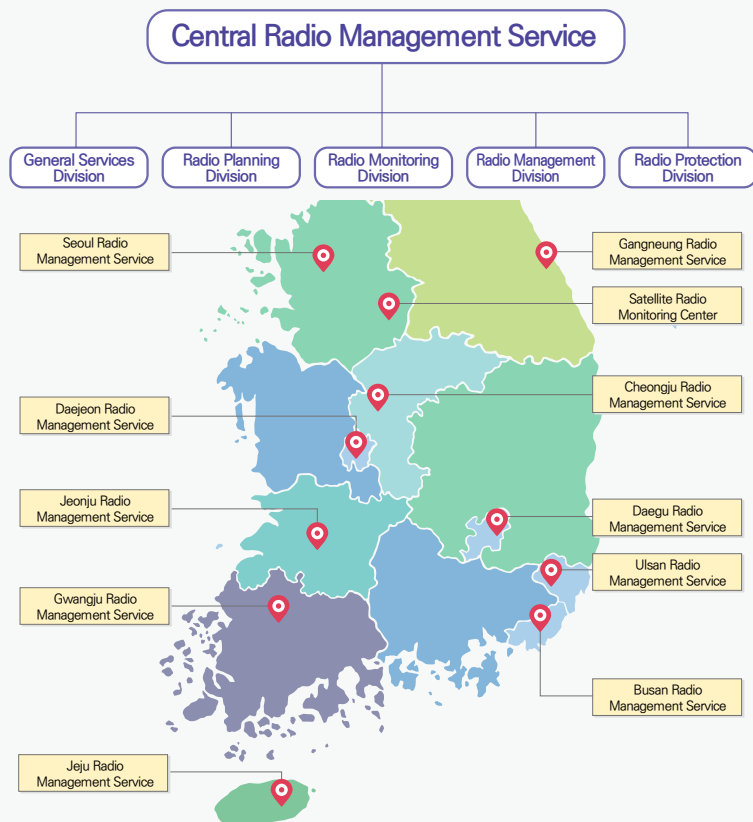 Central Radio Management Service
General Services
Division
Radio Planning
Division
Radio Monitoring
Division
Radio Management
Division
Radio Protection
Division
Seoul Radio
Management Service
Gangneung Radio
Management Service
Satellite Radio
Monitoring Center
Daejeon Radio
Management Service
Cheongju Radio
Management Service
Jeonju Radio
Management Service
Daegu Radio
Management Service
Ulsan Radio
Management Service
Gwangju Radio
Management Service
Busan Radio
Management Service
Jeju Radio
Management Service